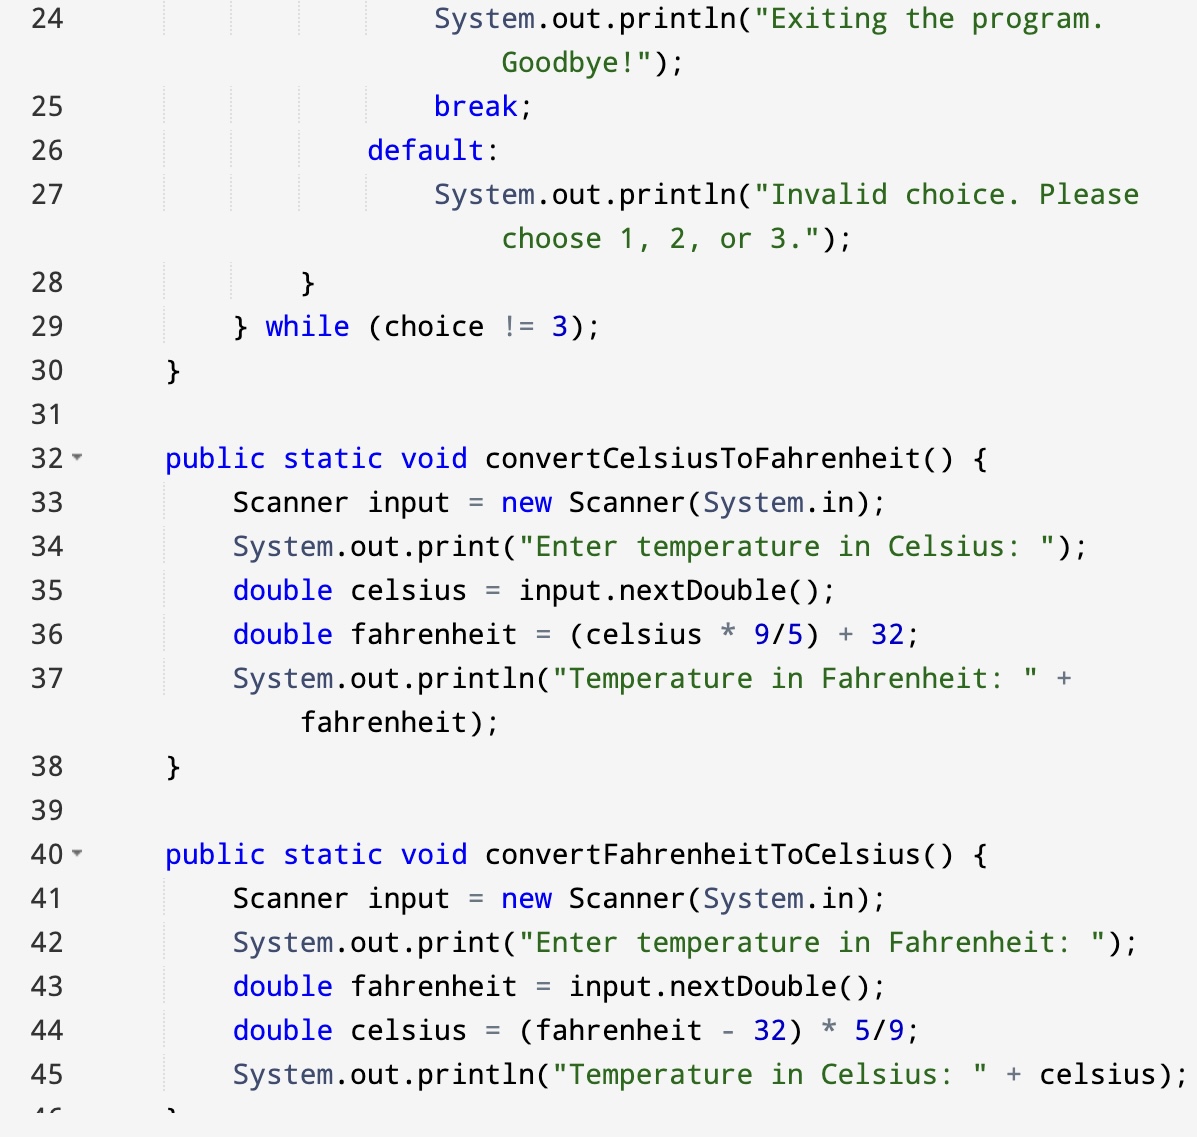 24 System.out.println("Exiting the program.
Goodbye!");
25 break;
26 default:
27 System.out.println("Invalid choice. Please
choose 1, 2, or 3.");
28 }
29 } while (choice != 3);
30 }
31
32 public static void convertCelsiusToFahrenheit() {
33 Scanner input = new Scanner(System.in);
34 System.out.print("Enter temperature in Celsius: ");
35 double celsius = input.nextDouble();
36 double fahrenheit = (celsius * 9/5) + 32;
37 System.out.println("Temperature in Fahrenheit: " +
fahrenheit);
38 }
39
40 public static void convertFahrenheitToCelsius() {
41 Scanner input = new Scanner(System.in);
42 System.out.print("Enter temperature in Fahrenheit: ");
43 double fahrenheit = input.nextDouble();
44 double celsius = (fahrenheit - 32) * 5/9;
45 System.out.println("Temperature in Celsius: " + celsius);